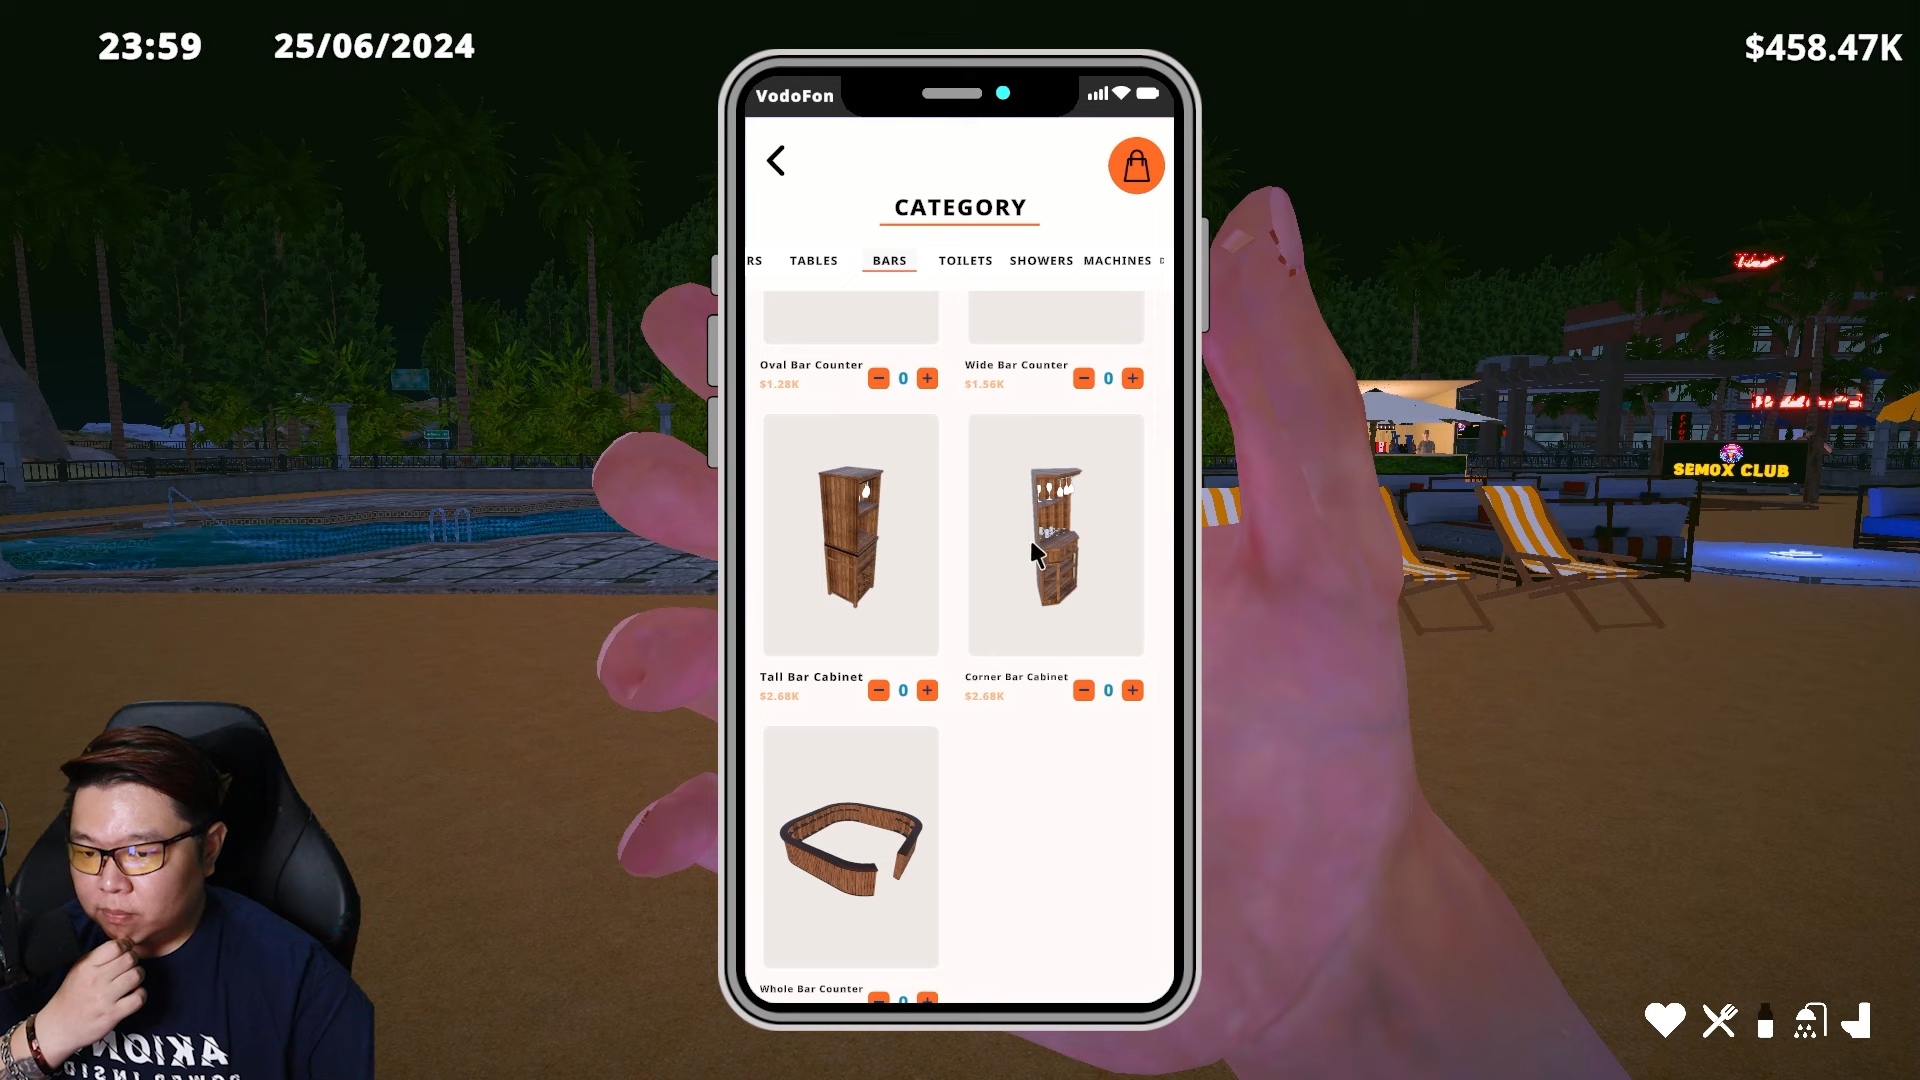 23:59
25/06/2024
$458.47K
VodoFon
CATEGORY
RS TABLES BARS TOILETS SHOWERS MACHINES
Oval Bar Counter
$1.28K
0
Wide Bar Counter
$1.56K
0
SEMOX CLUB
Tall Bar Cabinet
$2.68K
0
Corner Bar Cabinet
$2.68K
0
Whole Bar Counter
0